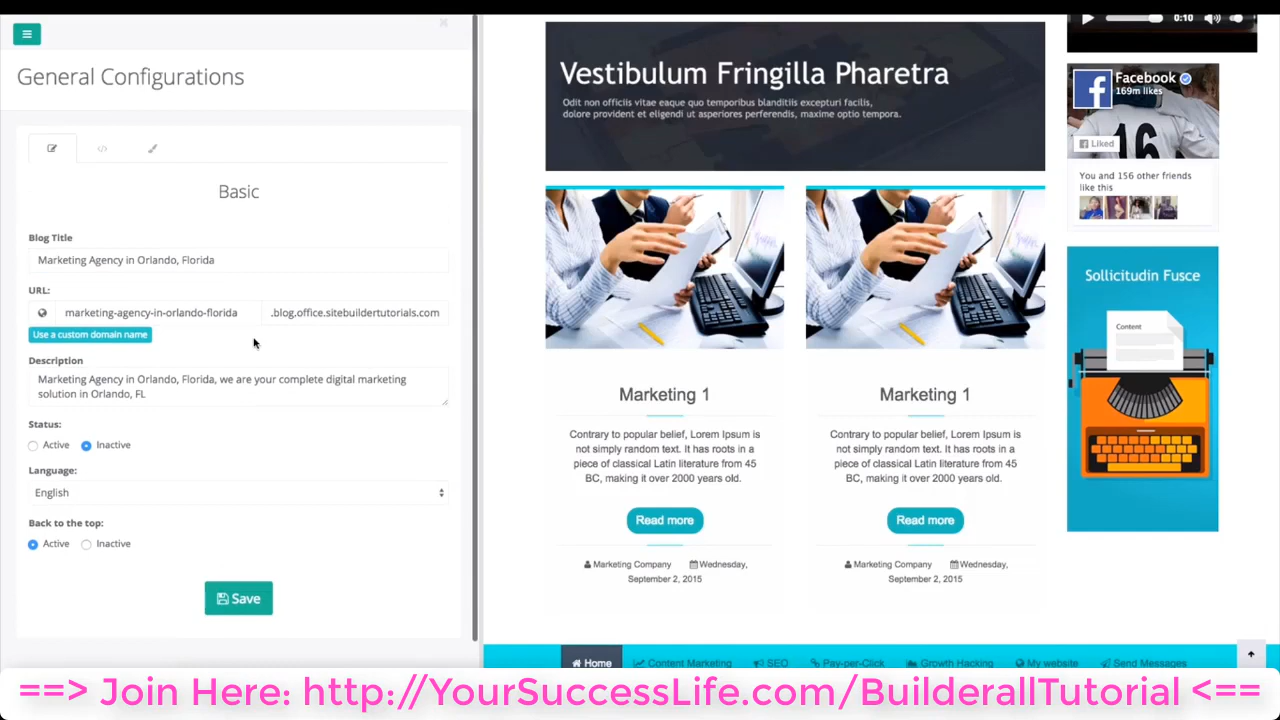 General Configurations
Basic
Blog Title
Marketing Agency in Orlando, Florida
URL:
marketing-agency-in-orlando-florida .blog.office.sitebuildertutorials.com
Use a custom domain name
Description
Marketing Agency in Orlando, Florida, we are your complete digital marketing
solution in Orlando, FL
Status:
Active Inactive
Language:
English
Back to the top:
Active Inactive
Save
Vestibulum Fringilla Pharetra
Odit non officiis vitae eaque quo temporibus blanditiis excepturi facilis,
dolore provident et eligendi ut asperiores perferendis, maxime optio tempora.
Marketing 1
Contrary to popular belief, Lorem Ipsum is
not simply random text. It has roots in a
piece of classical Latin literature from 45
BC, making it over 2000 years old.
Read more
Marketing Company Wednesday,
September 2, 2015
Marketing 1
Contrary to popular belief, Lorem Ipsum is
not simply random text. It has roots in a
piece of classical Latin literature from 45
BC, making it over 2000 years old.
Read more
Marketing Company Wednesday,
September 2, 2015
0:10
Facebook
169m likes
16
Liked
You and 156 other friends
like this
Sollicitudin Fusce
Content
Home Content Marketing SEO Pay-per-Click Growth Hacking My website Send Messages
==> Join Here: http://YourSuccessLife.com/BuilderallTutorial <==